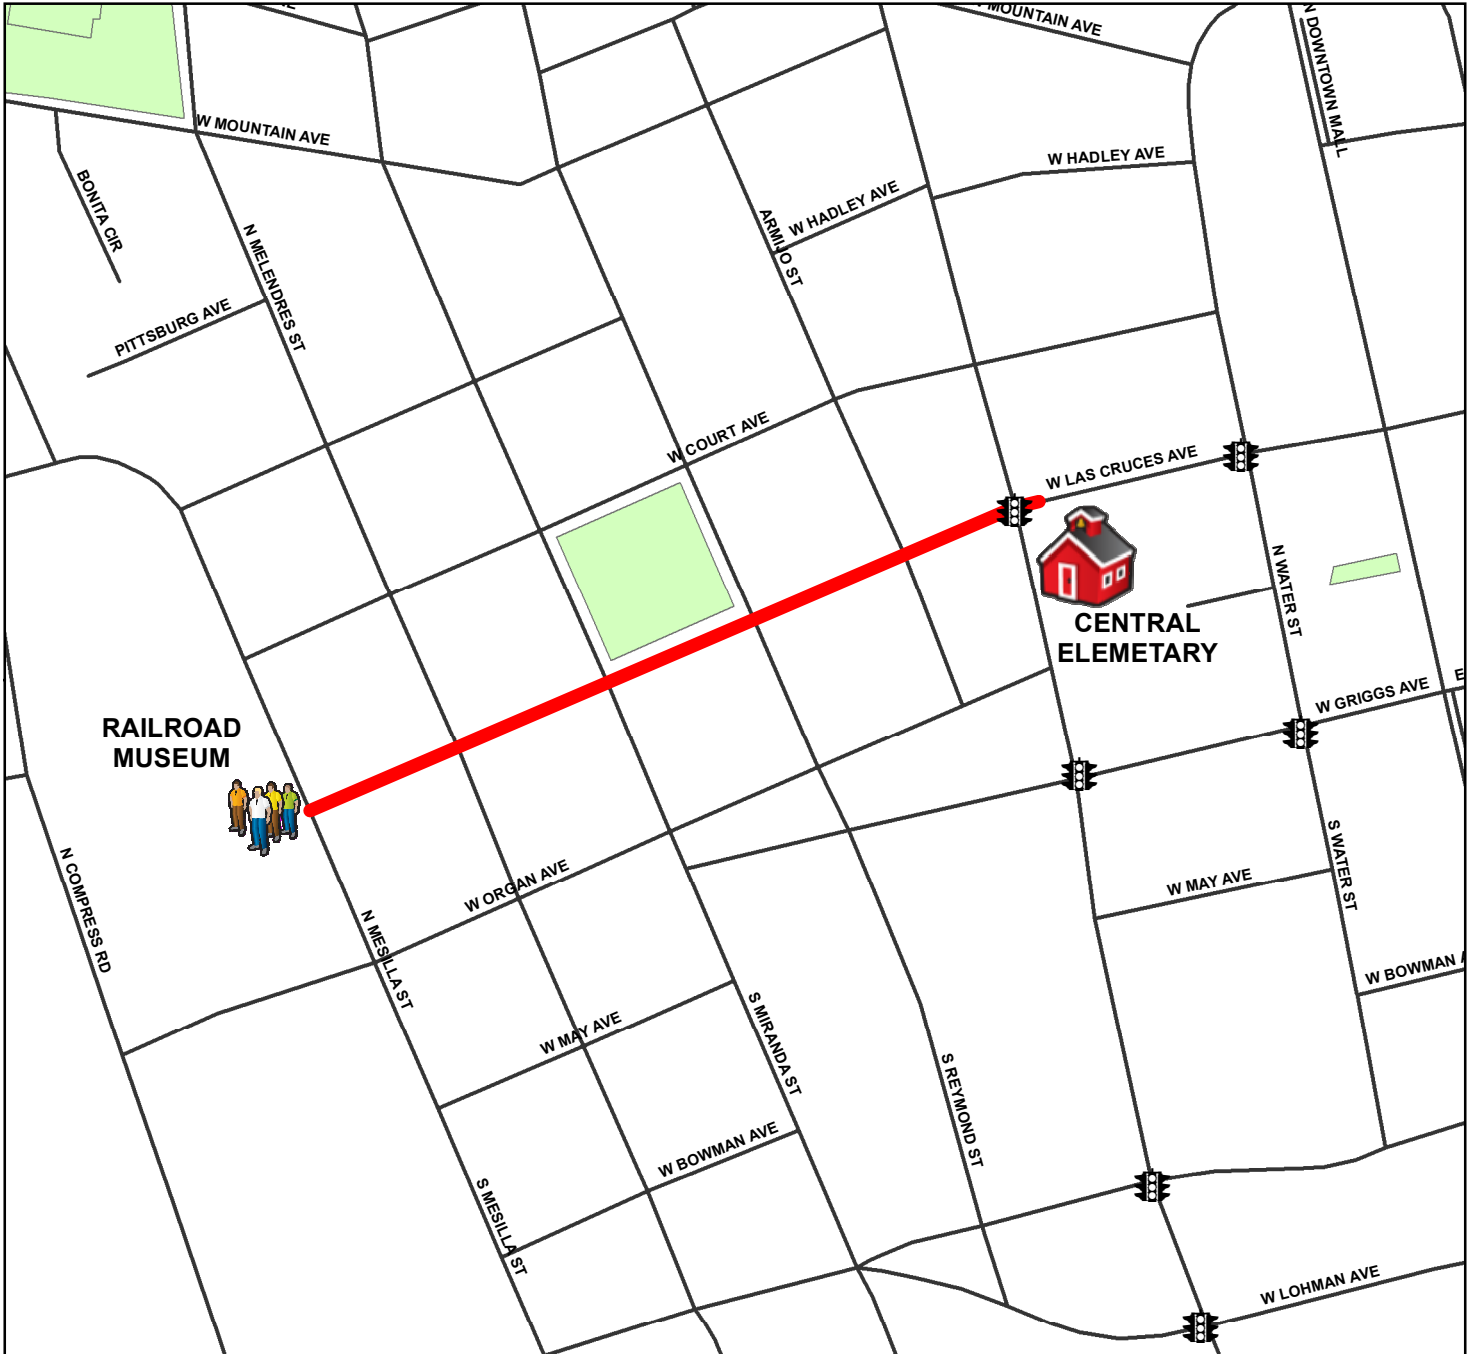 W MOUNTAIN AVE
N DOWNTOWN MALL
W MOUNTAIN AVE
W HADLEY AVE
BONITA CIR
W HADLEY AVE
ARMIJO ST
N MELENDRES ST
PITTSBURG AVE
W COURT AVE
W LAS CRUCES AVE
N WATER ST
CENTRAL
ELEMETARY
W GRIGGS AVE
RAILROAD
MUSEUM
N COMPRESS RD
W ORGAN AVE
W MAY AVE
S WATER ST
N MESILLA ST
W BOWMAN
W MAY AVE
S MIRANDA ST
S REYMOND ST
W BOWMAN AVE
S MESILLA ST
W LOHMAN AVE